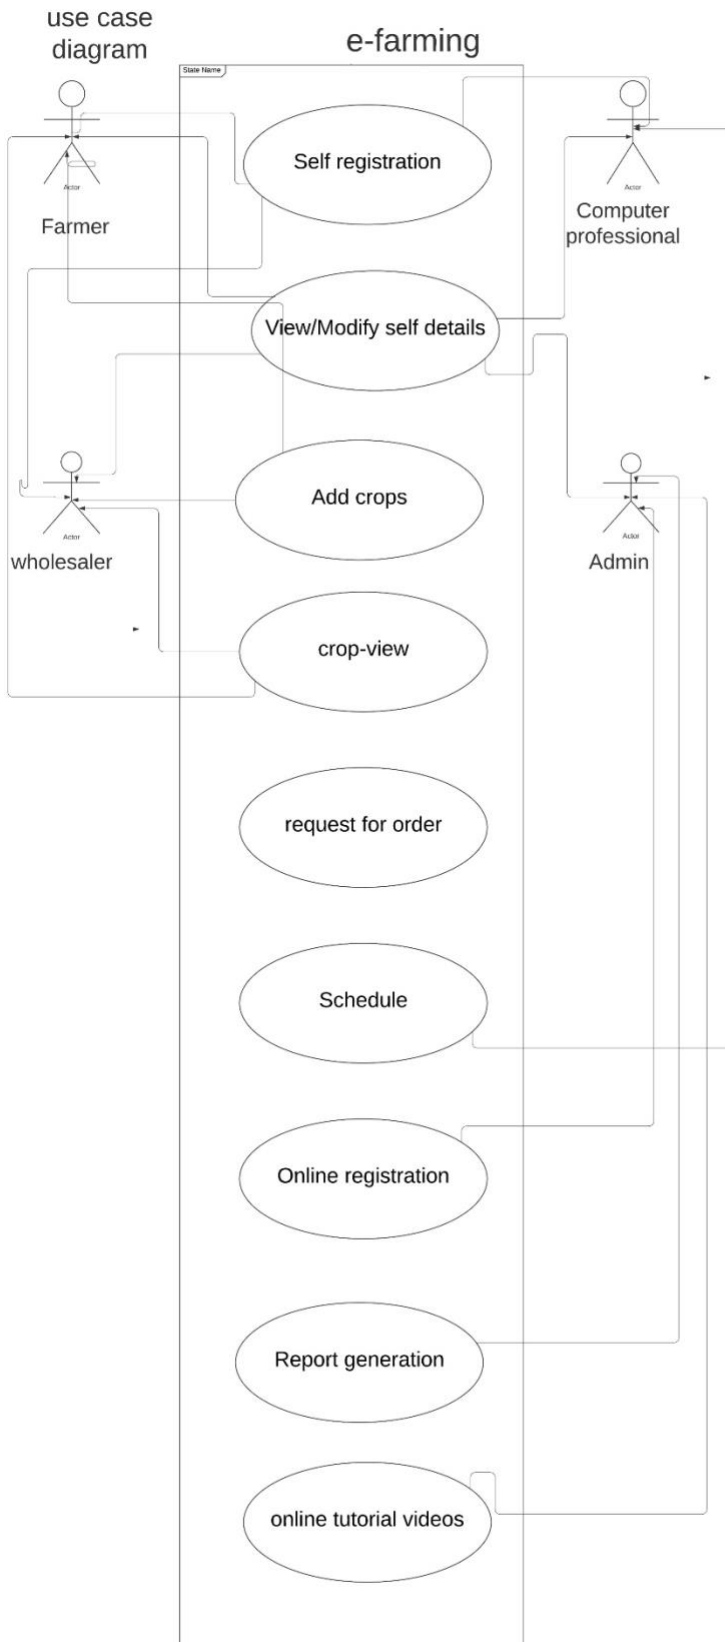 use case
diagram
e-farming
State Name
Self registration
Actor
Farmer
Actor
Computer
professional
View/Modify self details
Add crops
Actor
wholesaler
Actor
Admin
crop-view
request for order
Schedule
Online registration
Report generation
online tutorial videos